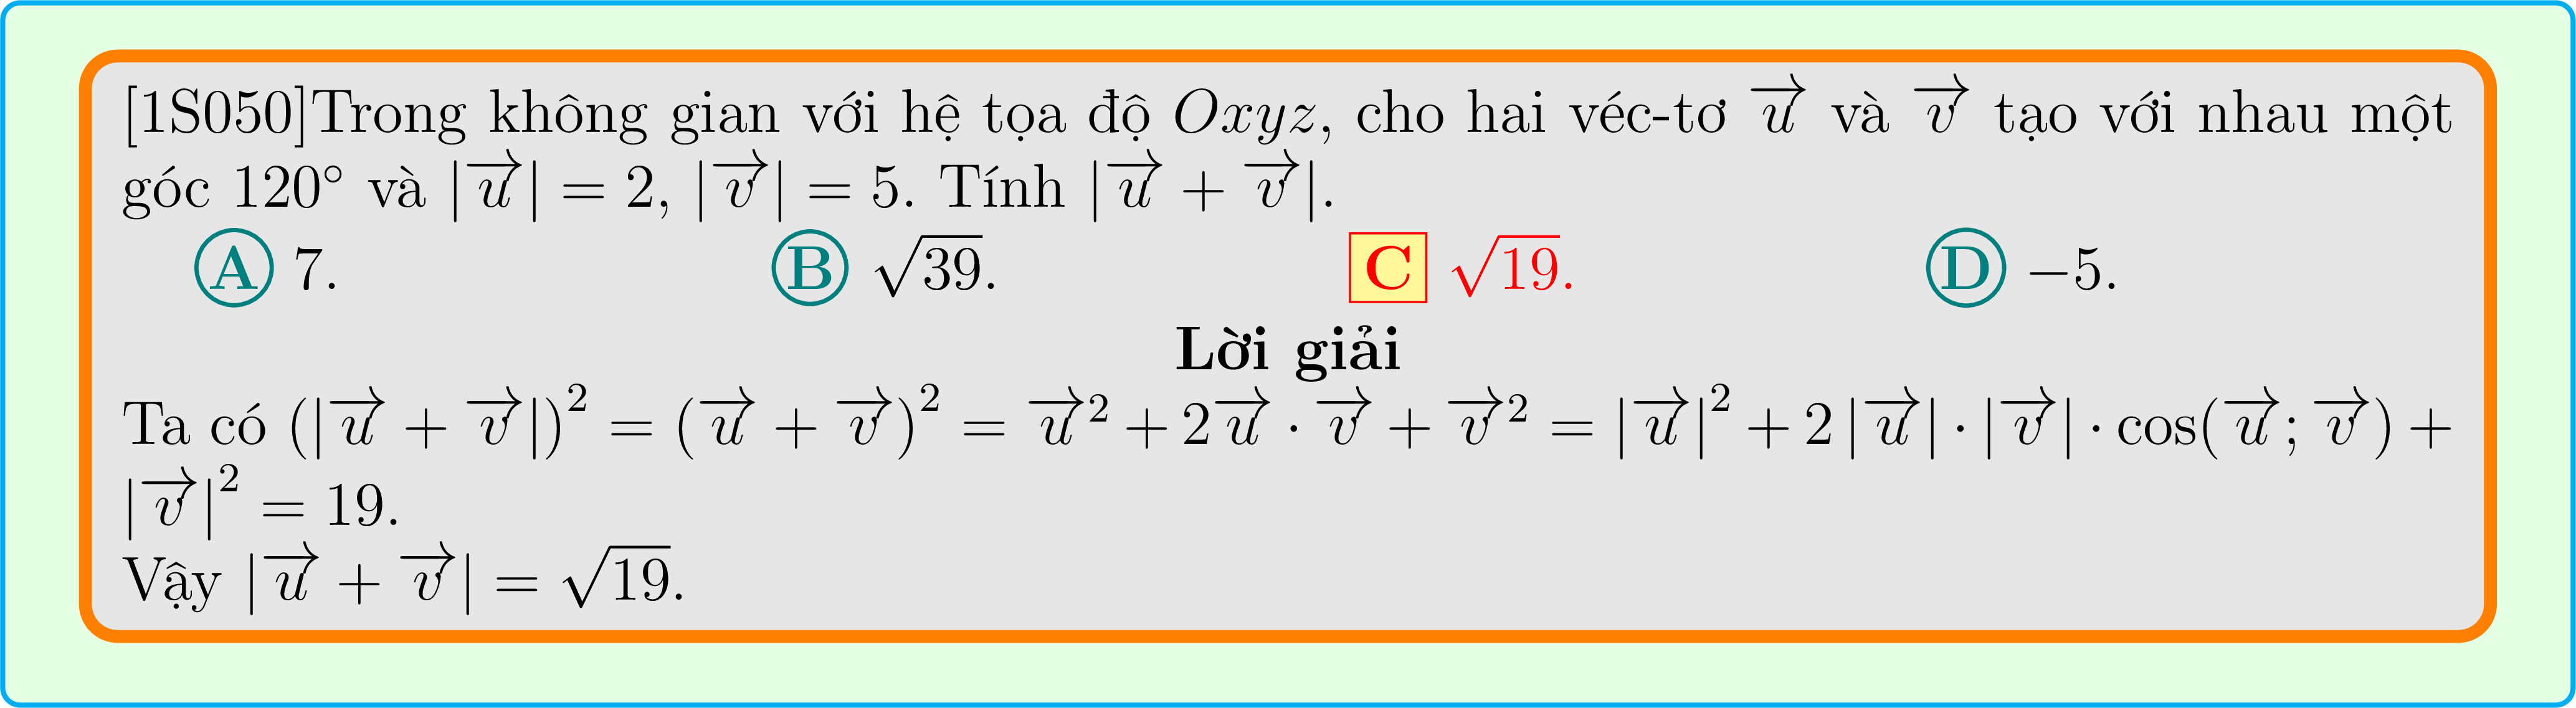 [1S050]Trong không gian với hệ tọa độ $Oxyz$, cho hai véc-tơ $\overrightarrow{u}$ và $\overrightarrow{v}$ tạo với nhau một
góc $120^\circ$ và $|\overrightarrow{u}| = 2$, $|\overrightarrow{v}| = 5$. Tính $|\overrightarrow{u} + \overrightarrow{v}|$.
A 7. B $\sqrt{39}$. C $\sqrt{19}$. D $-5$.
Lời giải
Ta có $(|\overrightarrow{u} + \overrightarrow{v}|)^2 = (\overrightarrow{u} + \overrightarrow{v})^2 = \overrightarrow{u}^2 + 2\overrightarrow{u} \cdot \overrightarrow{v} + \overrightarrow{v}^2 = |\overrightarrow{u}|^2 + 2|\overrightarrow{u}| \cdot |\overrightarrow{v}| \cdot \cos(\overrightarrow{u}; \overrightarrow{v}) +$
$|\overrightarrow{v}|^2 = 19$.
Vậy $|\overrightarrow{u} + \overrightarrow{v}| = \sqrt{19}$.